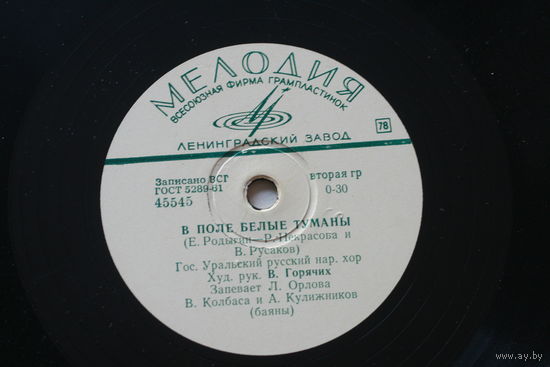 МЕЛОДИЯ
ВСЕСОЮЗНАЯ ФИРМА ГРАМПЛАСТИНОК
ЛЕНИНГРАДСКИЙ ЗАВОД
78
Записано ВСГ
вторая гр
ГОСТ 5289-61
0-30
45545
В ПОЛЕ БЕЛЫЕ ТУМАНЫ
(Е. Родыгин— Р. Некрасова и
В. Русаков)
Гос. Уральский русский нар. хор
Худ. рук. В. Горячих
Запевает Л. Орлова
В. Колбаса и А. Кулижников
(баяны)
www.ay.by